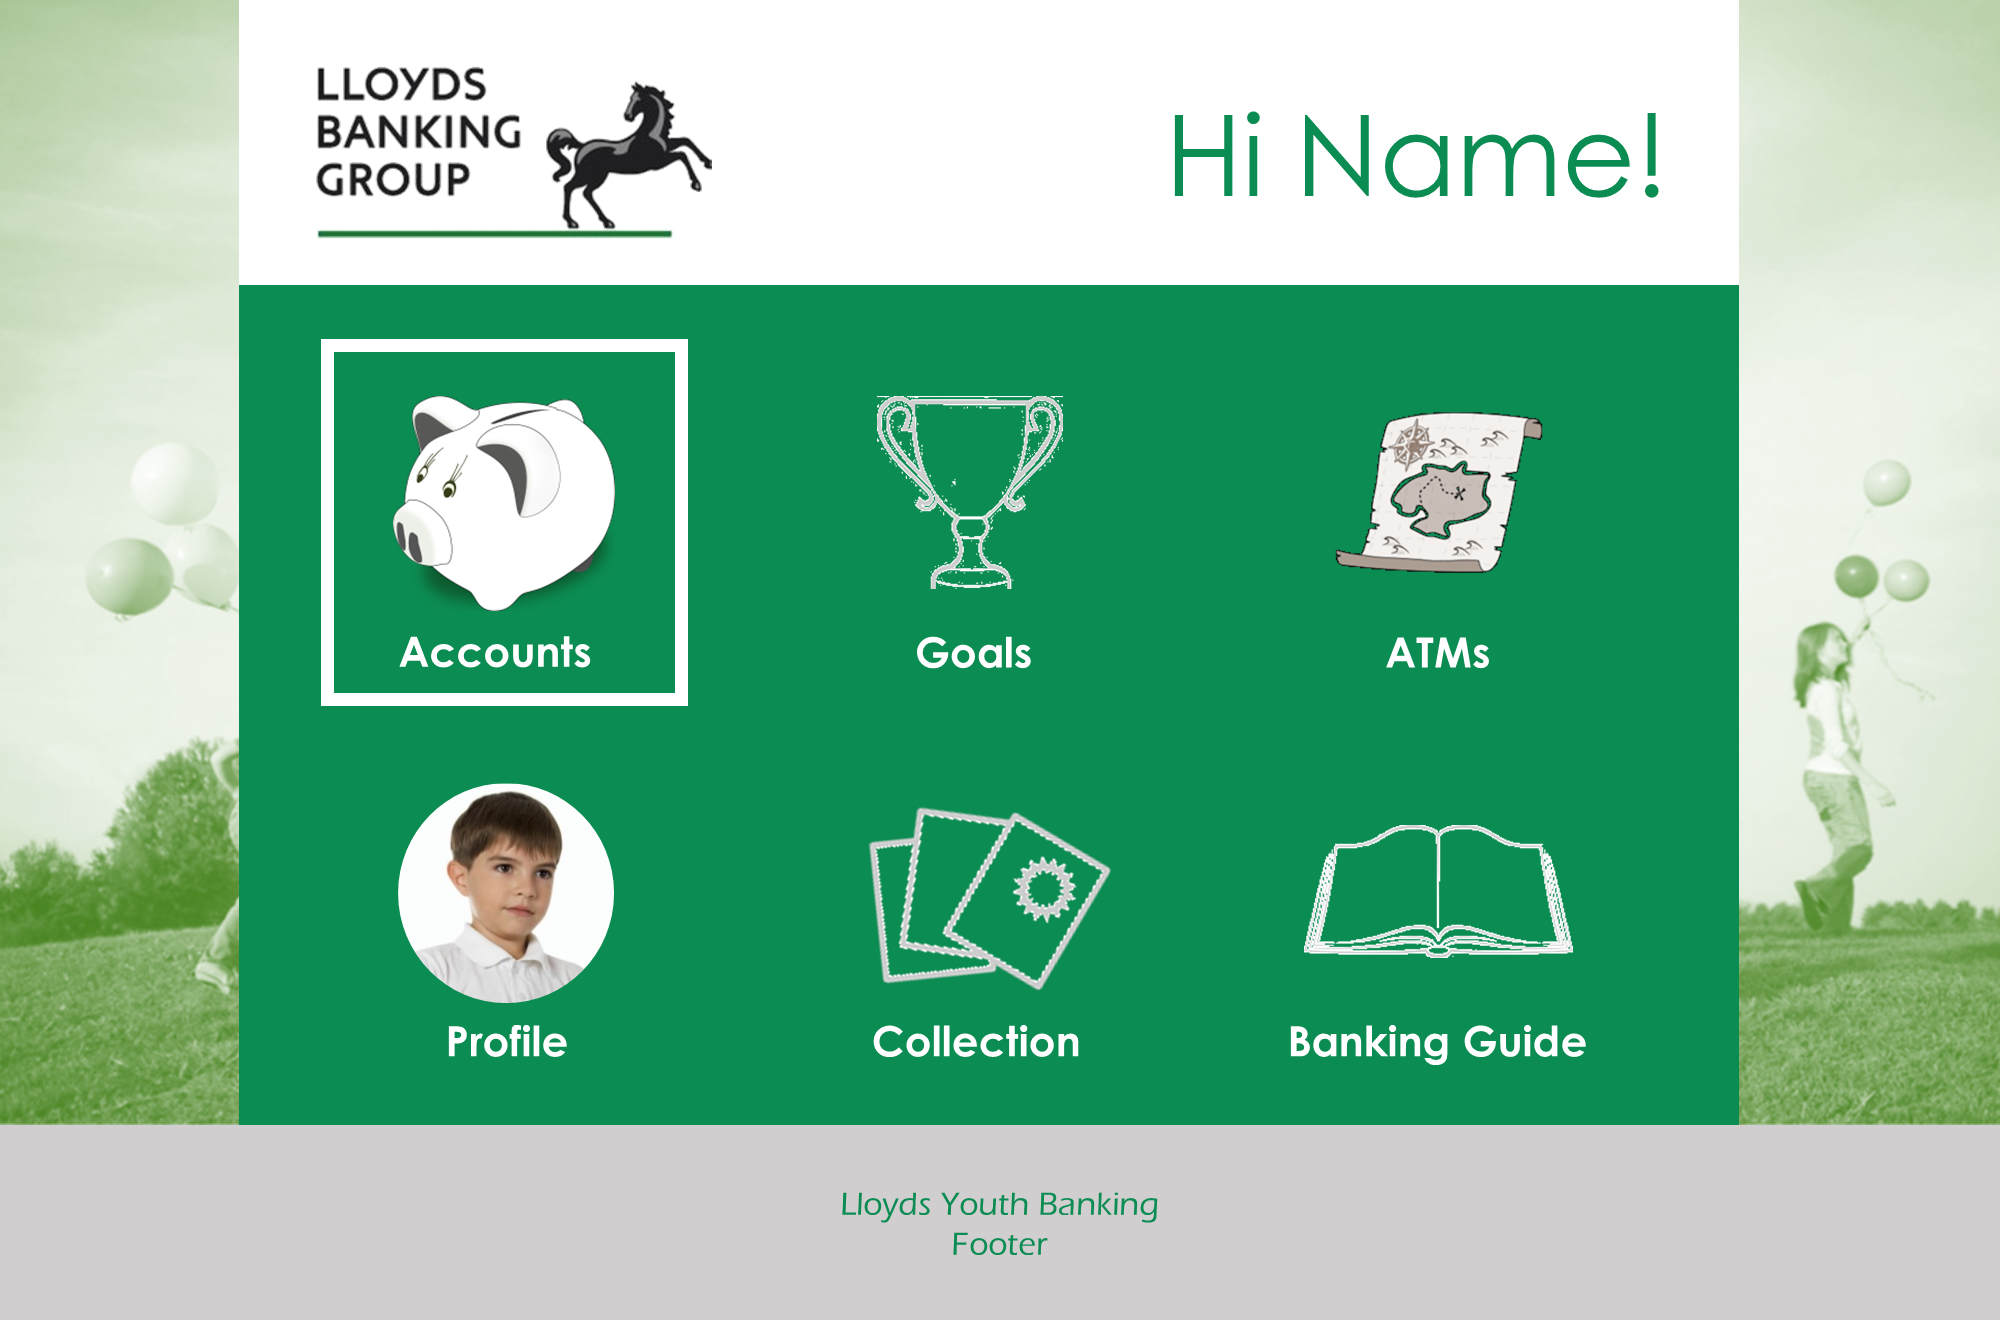 LLOYDS
BANKING
GROUP
Hi Name!
Accounts
Goals
ATMs
Profile
Collection
Banking Guide
Lloyds Youth Banking
Footer